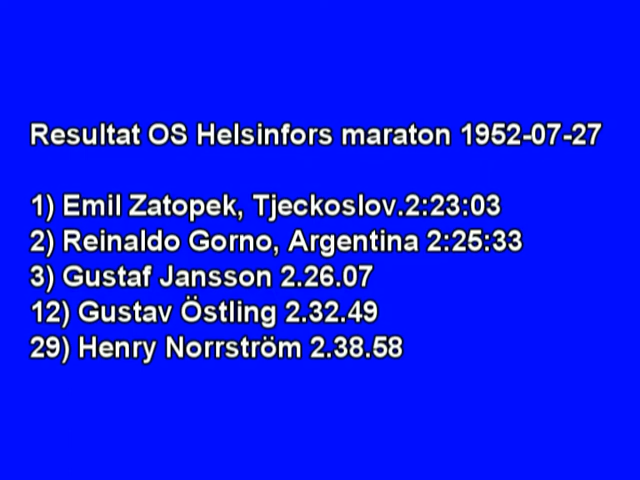 Resultat OS Helsinfors maraton 1952-07-27
1) Emil Zatopek, Tjeckoslov.2:23:03
2) Reinaldo Gorno, Argentina 2:25:33
3) Gustaf Jansson 2.26.07
12) Gustav Östling 2.32.49
29) Henry Norrström 2.38.58